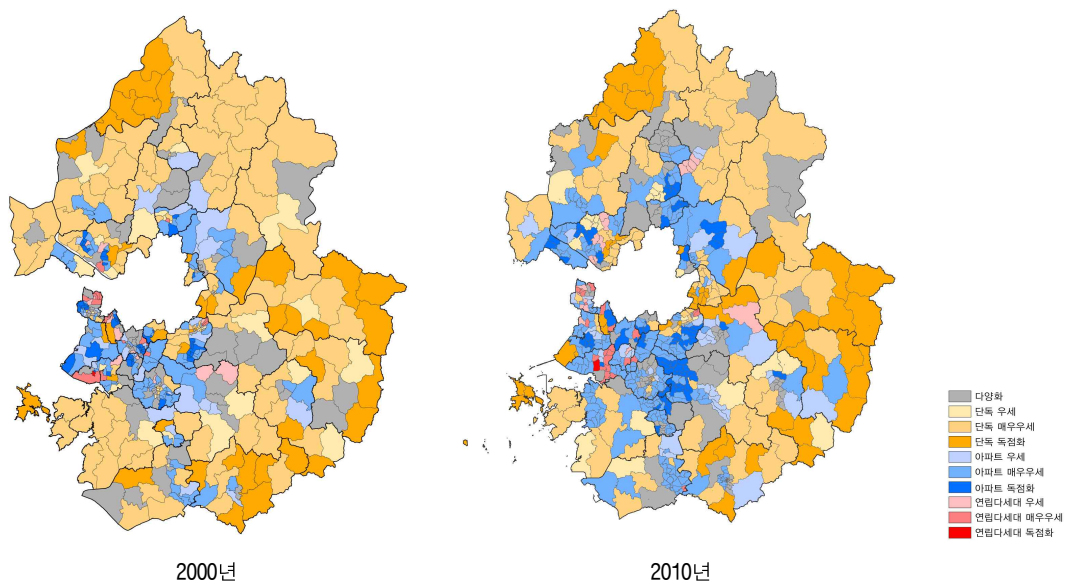 다양화
단독 우세
단독 매우우세
단독 독점화
아파트 우세
아파트 매우우세
아파트 독점화
연립다세대 우세
연립다세대 매우우세
연립다세대 독점화
2000년
2010년